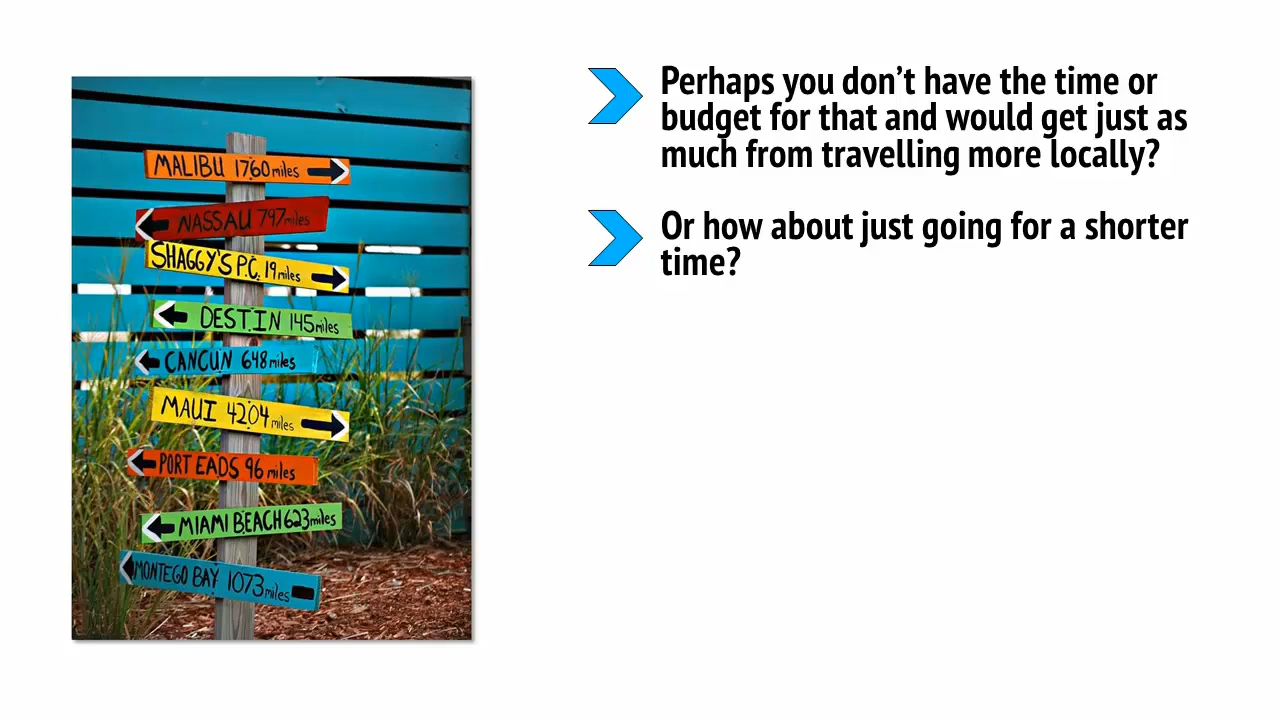 MALIBU 1760 miles
NASSAU 797 miles
SHAGGY'S P.C. 19 miles
DESTIN 145 miles
CANCUN 648 miles
MAUI 4204 miles
PORT EADS 96 miles
MIAMI BEACH 623 miles
MONTEGO BAY 1073 miles
Perhaps you don’t have the time or
budget for that and would get just as
much from travelling more locally?
Or how about just going for a shorter
time?